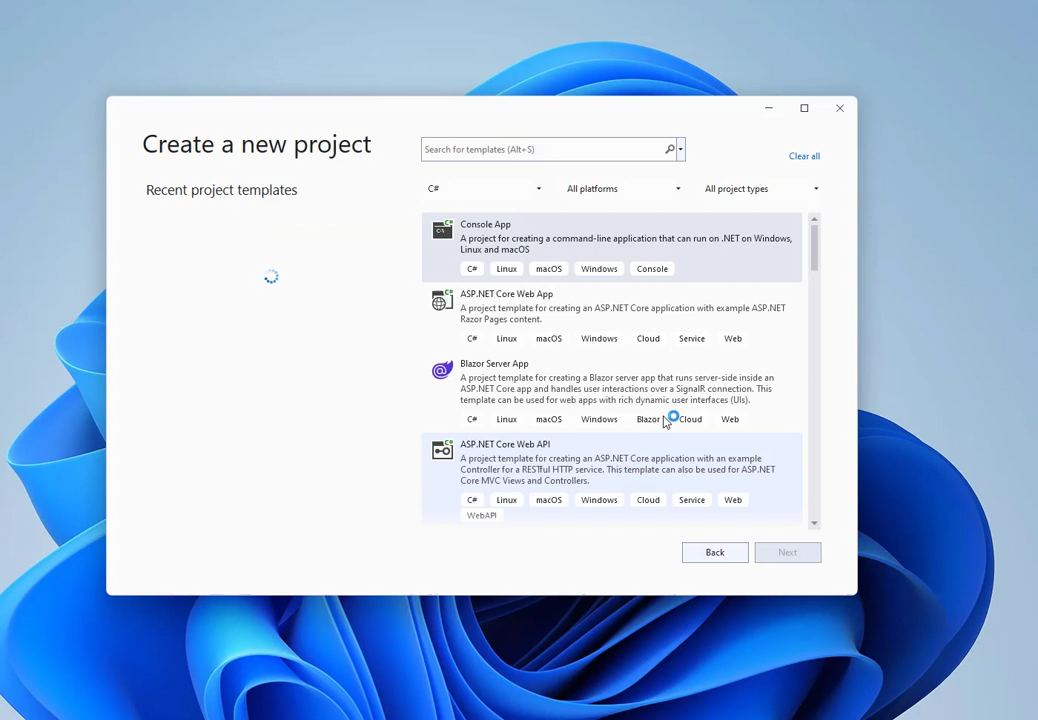 Create a new project
Recent project templates
Search for templates (Alt+S)
Clear all
C#
All platforms
All project types
Console App
A project for creating a command-line application that can run on .NET on Windows,
Linux and macOS
C# Linux macOS Windows Console
ASP.NET Core Web App
A project template for creating an ASP.NET Core application with example ASP.NET
Razor Pages content.
C# Linux macOS Windows Cloud Service Web
Blazor Server App
A project template for creating a Blazor server app that runs server-side inside an
ASP.NET Core app and handles user interactions over a SignalR connection. This
template can be used for web apps with rich dynamic user interfaces (UIs).
C# Linux macOS Windows Blazor Cloud Web
ASP.NET Core Web API
A project template for creating an ASP.NET Core application with an example
Controller for a RESTful HTTP service. This template can also be used for ASP.NET
Core MVC Views and Controllers.
C# Linux macOS Windows Cloud Service Web
WebAPI
Back
Next